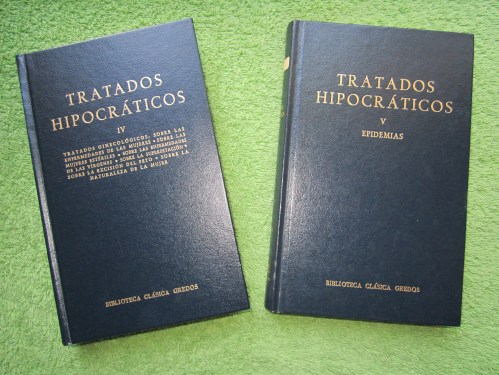 TRATADOS
HIPOCRÁTICOS
IV
TRATADOS GINECOLÓGICOS, SOBRE LAS
ENFERMEDADES DE LAS MUJERES • SOBRE LAS
MUJERES ESTÉRILES • SOBRE LAS ENFERMEDADES
DE LAS VÍRGENES • SOBRE LA SUPERFETACIÓN •
SOBRE LA EXCISIÓN DEL FETO • SOBRE LA
NATURALEZA DE LA MUJER
BIBLIOTECA CLÁSICA GREDOS
TRATADOS
HIPOCRÁTICOS
V
EPIDEMIAS
BIBLIOTECA CLÁSICA GREDOS